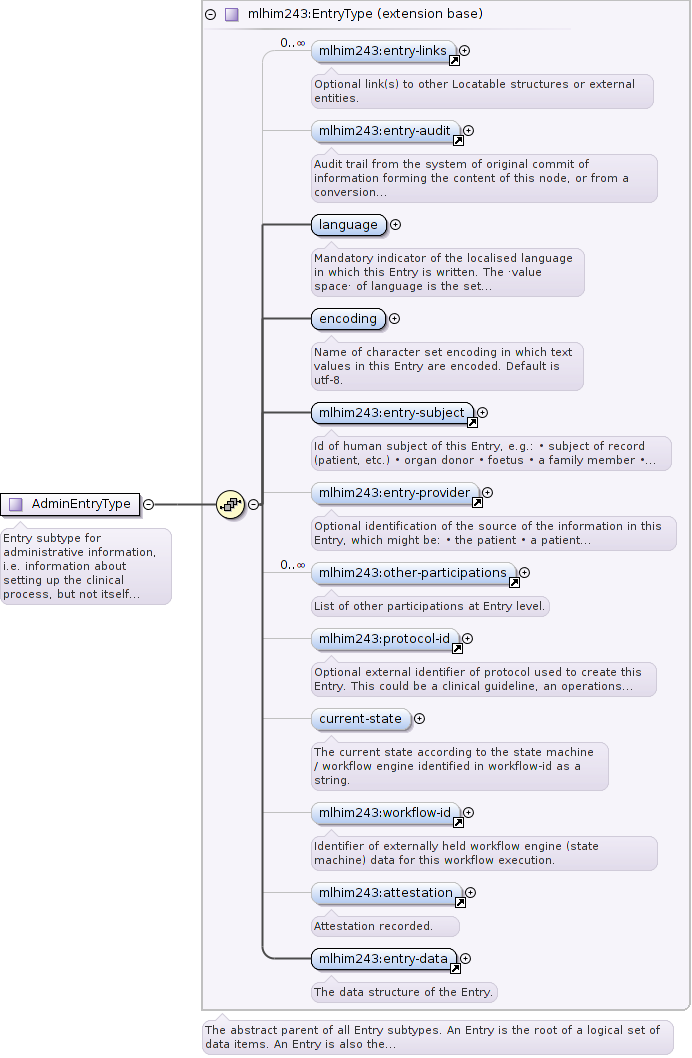 mlhim243:EntryType (extension base)
0..∞
mlhim243:entry-links
Optional link(s) to other Locatable structures or external
entities.
mlhim243:entry-audit
Audit trail from the system of original commit of
information forming the content of this node, or from a
conversion...
language
Mandatory indicator of the localised language
in which this Entry is written. The ·value
space· of language is the set...
encoding
Name of character set encoding in which text
values in this Entry are encoded. Default is
utf-8.
mlhim243:entry-subject
Id of human subject of this Entry, e.g.: • subject of record
(patient, etc.) • organ donor • foetus • a family member •...
mlhim243:entry-provider
Optional identification of the source of the information in this
Entry, which might be: • the patient • a patient...
AdminEntryType
Entry subtype for
administrative information,
i.e. information about
setting up the clinical
process, but not itself...
0..∞
mlhim243:other-participations
List of other participations at Entry level.
mlhim243:protocol-id
Optional external identifier of protocol used to create this
Entry. This could be a clinical guideline, an operations...
current-state
The current state according to the state machine
/ workflow engine identified in workflow-id as a
string.
mlhim243:workflow-id
Identifier of externally held workflow engine (state
machine) data for this workflow execution.
mlhim243:attestation
Attestation recorded.
mlhim243:entry-data
The data structure of the Entry.
The abstract parent of all Entry subtypes. An Entry is the root of a logical set of
data items. An Entry is also the...